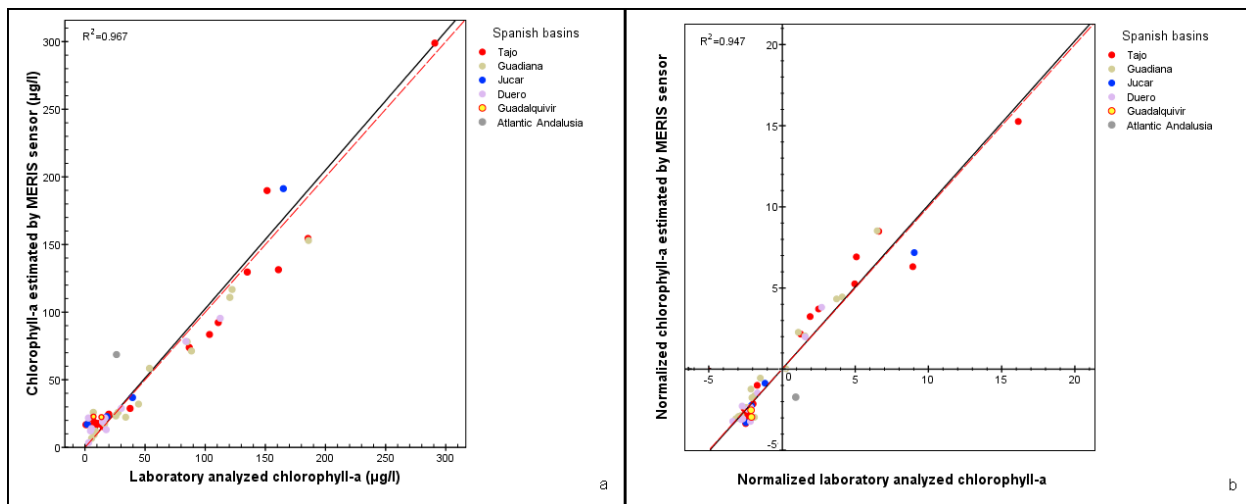 R²=0.967
Spanish basins
Tajo
Guadiana
Jucar
Duero
Guadalquivir
Atlantic Andalusia
Chlorophyll-a estimated by MERIS sensor (µg/l)
300
250
200
150
100
50
0
0 50 100 150 200 250 300
Laboratory analyzed chlorophyll-a (µg/l)
a
R²=0.947
Spanish basins
Tajo
Guadiana
Jucar
Duero
Guadalquivir
Atlantic Andalusia
Normalized chlorophyll-a estimated by MERIS sensor
20
15
10
5
-5 0 5 10 15 20
-5
Normalized laboratory analyzed chlorophyll-a
b